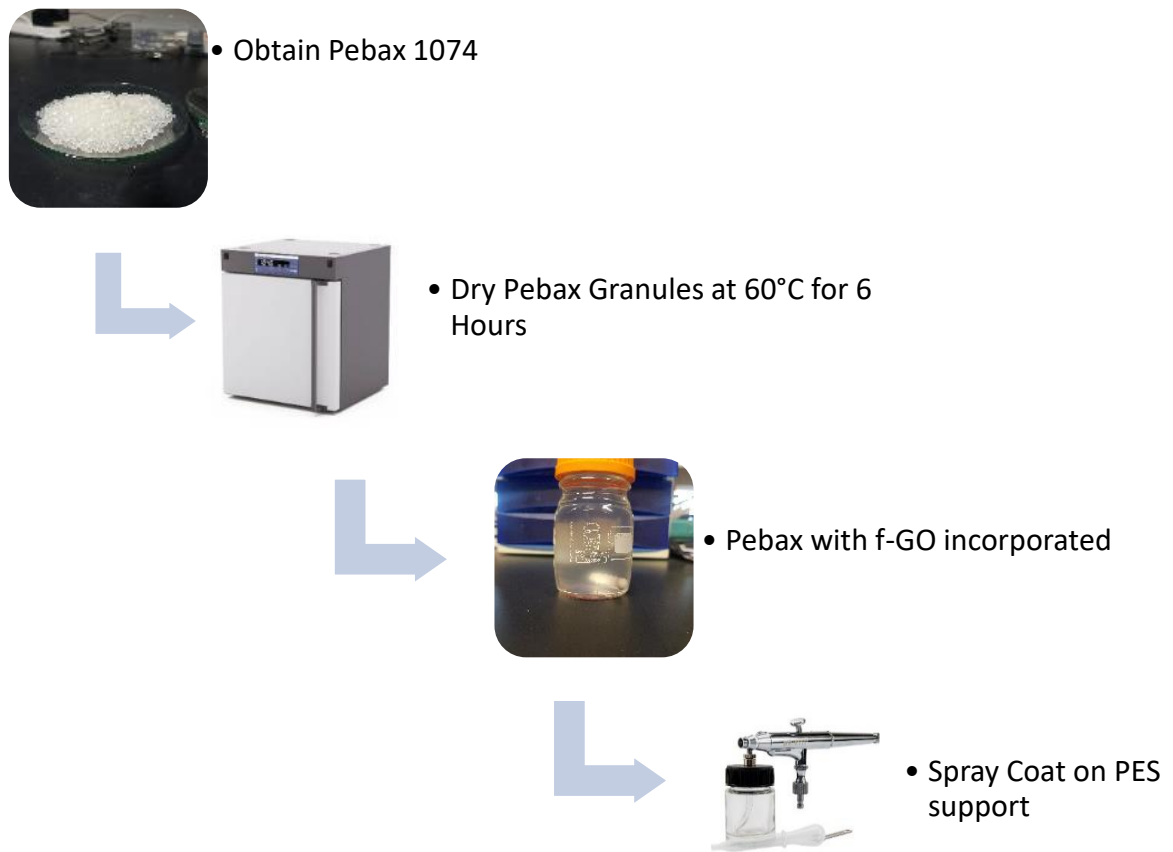 • Obtain Pebax 1074
• Dry Pebax Granules at 60°C for 6
Hours
• Pebax with f-GO incorporated
• Spray Coat on PES
support